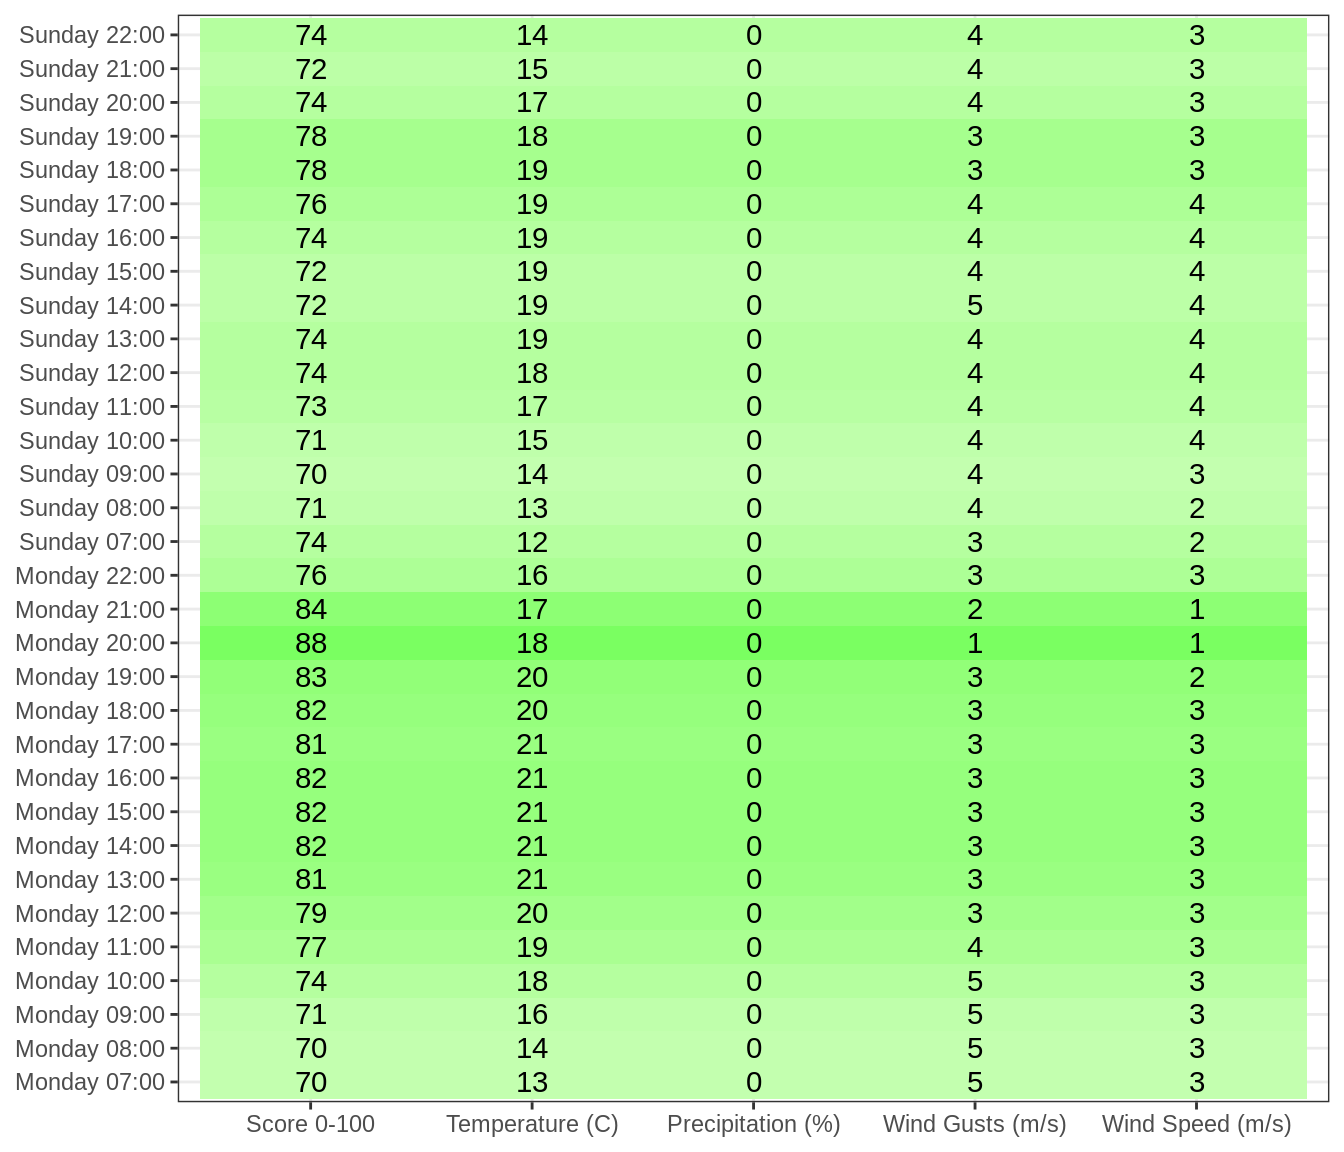 Sunday 22:00 74 14 0 4 3
Sunday 21:00 72 15 0 4 3
Sunday 20:00 74 17 0 4 3
Sunday 19:00 78 18 0 3 3
Sunday 18:00 78 19 0 3 3
Sunday 17:00 76 19 0 4 4
Sunday 16:00 74 19 0 4 4
Sunday 15:00 72 19 0 4 4
Sunday 14:00 72 19 0 5 4
Sunday 13:00 74 19 0 4 4
Sunday 12:00 74 18 0 4 4
Sunday 11:00 73 17 0 4 4
Sunday 10:00 71 15 0 4 4
Sunday 09:00 70 14 0 4 3
Sunday 08:00 71 13 0 4 2
Sunday 07:00 74 12 0 3 2
Monday 22:00 76 16 0 3 3
Monday 21:00 84 17 0 2 1
Monday 20:00 88 18 0 1 1
Monday 19:00 83 20 0 3 2
Monday 18:00 82 20 0 3 3
Monday 17:00 81 21 0 3 3
Monday 16:00 82 21 0 3 3
Monday 15:00 82 21 0 3 3
Monday 14:00 82 21 0 3 3
Monday 13:00 81 21 0 3 3
Monday 12:00 79 20 0 3 3
Monday 11:00 77 19 0 4 3
Monday 10:00 74 18 0 5 3
Monday 09:00 71 16 0 5 3
Monday 08:00 70 14 0 5 3
Monday 07:00 70 13 0 5 3
Score 0-100 Temperature (C) Precipitation (%) Wind Gusts (m/s) Wind Speed (m/s)